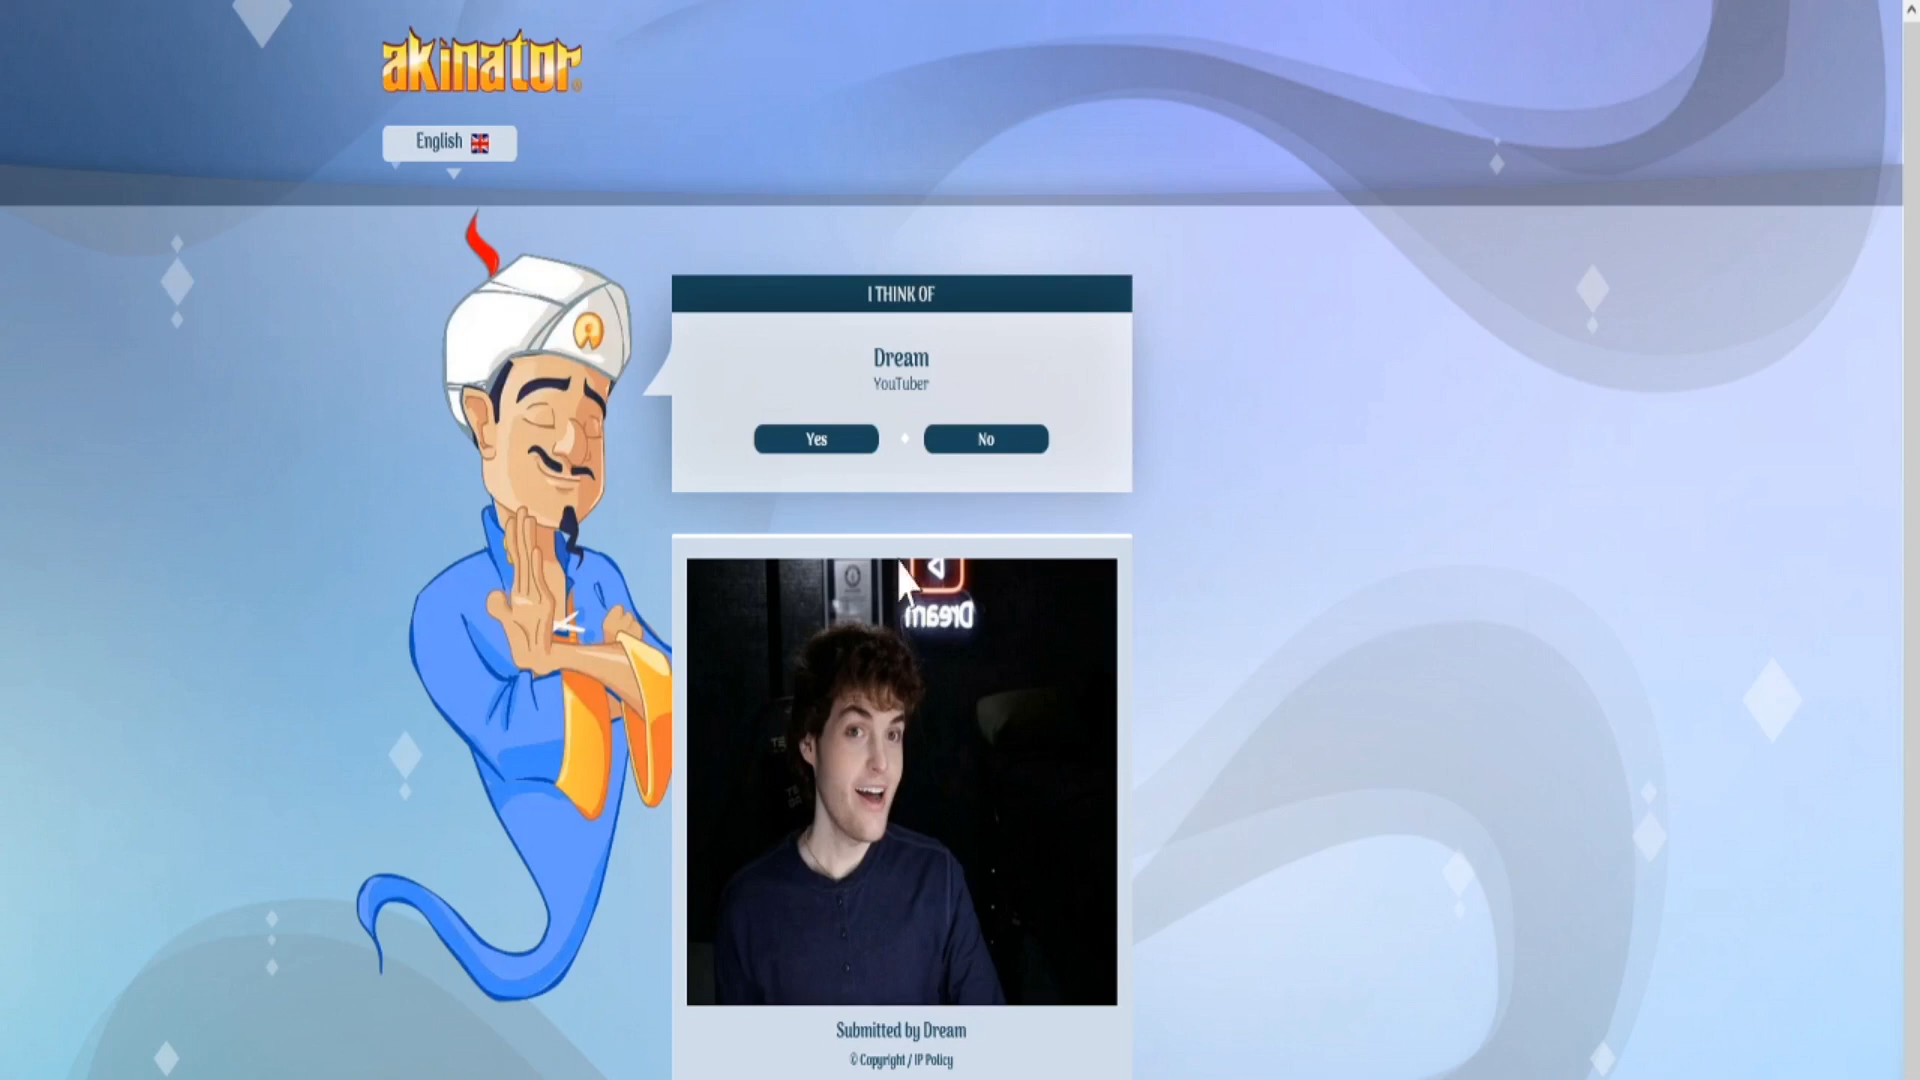 akinator
English
I THINK OF
Dream
YouTuber
Yes
No
Dream
Submitted by Dream
© Copyright / IP Policy